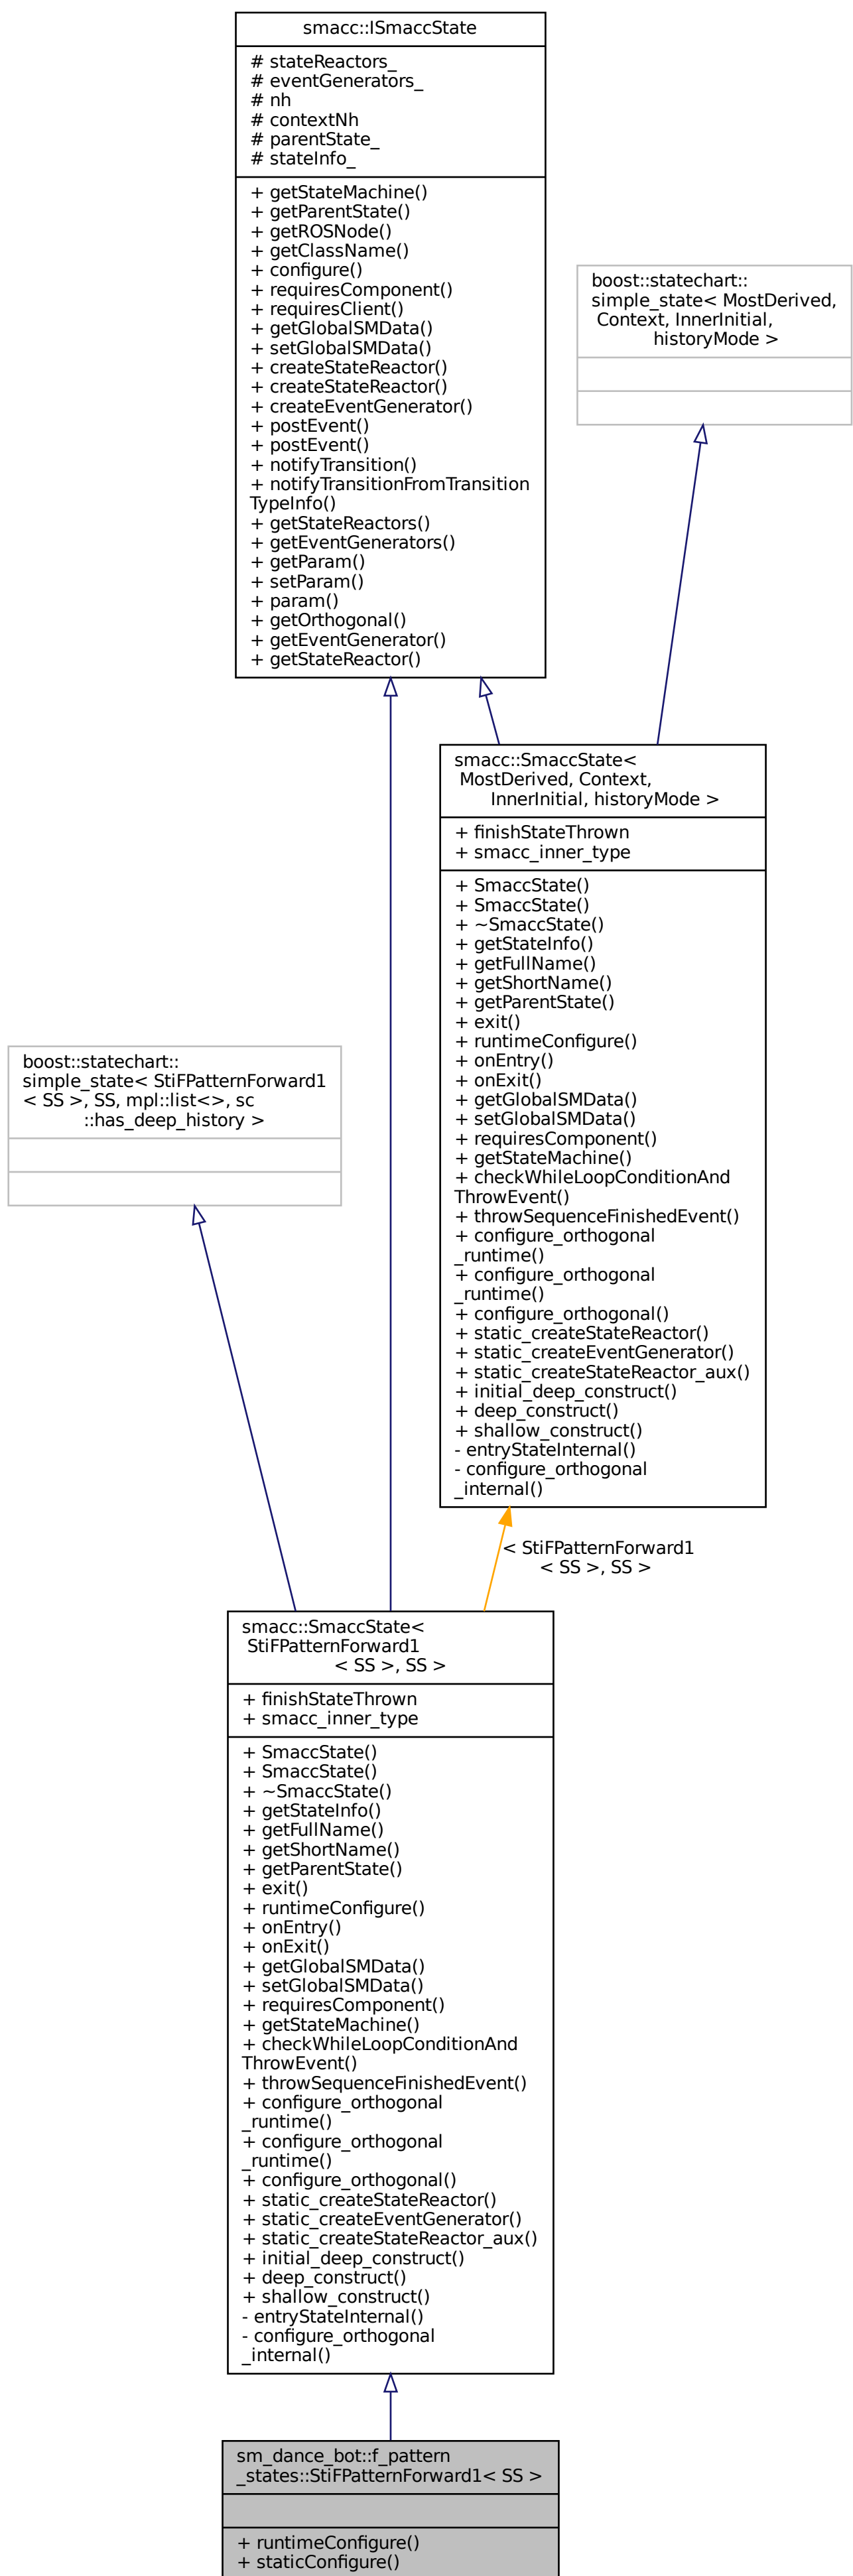 smacc::ISmaccState
# stateReactors_
# eventGenerators_
# nh
# contextNh
# parentState_
# stateInfo_
+ getStateMachine()
+ getParentState()
+ getROSNode()
+ getClassName()
+ configure()
+ requiresComponent()
+ requiresClient()
+ getGlobalSMData()
+ setGlobalSMData()
+ createStateReactor()
+ createStateReactor()
+ createEventGenerator()
+ postEvent()
+ postEvent()
+ notifyTransition()
+ notifyTransitionFromTransition
TypeInfo()
+ getStateReactors()
+ getEventGenerators()
+ getParam()
+ setParam()
+ param()
+ getOrthogonal()
+ getEventGenerator()
+ getStateReactor()
boost::statechart::
simple_state< MostDerived,
Context, InnerInitial,
historyMode >
smacc::SmaccState<
MostDerived, Context,
InnerInitial, historyMode >
+ finishStateThrown
+ smacc_inner_type
+ SmaccState()
+ SmaccState()
+ ~SmaccState()
+ getStateInfo()
+ getFullName()
+ getShortName()
+ getParentState()
+ exit()
+ runtimeConfigure()
+ onEntry()
+ onExit()
+ getGlobalSMData()
+ setGlobalSMData()
+ requiresComponent()
+ getStateMachine()
+ checkWhileLoopConditionAnd
ThrowEvent()
+ throwSequenceFinishedEvent()
+ configure_orthogonal
_runtime()
+ configure_orthogonal
_runtime()
+ configure_orthogonal()
+ static_createStateReactor()
+ static_createEventGenerator()
+ static_createStateReactor_aux()
+ initial_deep_construct()
+ deep_construct()
+ shallow_construct()
- entryStateInternal()
- configure_orthogonal
_internal()
boost::statechart::
simple_state< StiFPatternForward1
< SS >, SS, mpl::list<>, sc
::has_deep_history >
< StiFPatternForward1
< SS >, SS >
smacc::SmaccState<
StiFPatternForward1
< SS >, SS >
+ finishStateThrown
+ smacc_inner_type
+ SmaccState()
+ SmaccState()
+ ~SmaccState()
+ getStateInfo()
+ getFullName()
+ getShortName()
+ getParentState()
+ exit()
+ runtimeConfigure()
+ onEntry()
+ onExit()
+ getGlobalSMData()
+ setGlobalSMData()
+ requiresComponent()
+ getStateMachine()
+ checkWhileLoopConditionAnd
ThrowEvent()
+ throwSequenceFinishedEvent()
+ configure_orthogonal
_runtime()
+ configure_orthogonal
_runtime()
+ configure_orthogonal()
+ static_createStateReactor()
+ static_createEventGenerator()
+ static_createStateReactor_aux()
+ initial_deep_construct()
+ deep_construct()
+ shallow_construct()
- entryStateInternal()
- configure_orthogonal
_internal()
sm_dance_bot::f_pattern
_states::StiFPatternForward1< SS >
+ runtimeConfigure()
+ staticConfigure()